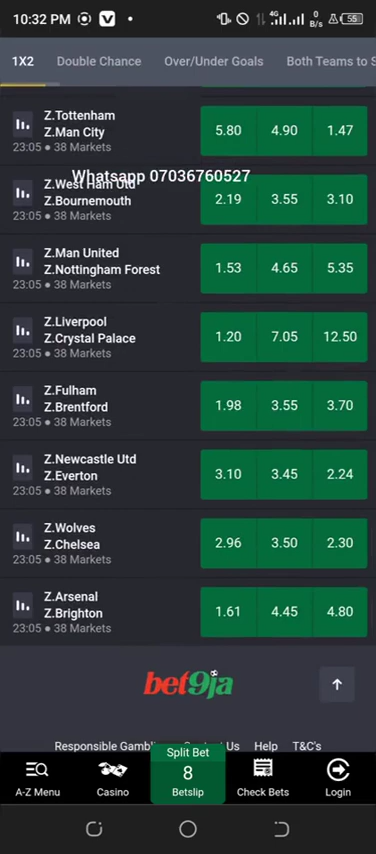 10:32 PM
4G
0
B/s
55
1X2 Double Chance Over/Under Goals Both Teams to S
Z.Tottenham
Z.Man City
23:05 • 38 Markets
5.80 4.90 1.47
Whatsapp 07036760527
Z.West Ham Utd
Z.Bournemouth
23:05 • 38 Markets
2.19 3.55 3.10
Z.Man United
Z.Nottingham Forest
23:05 • 38 Markets
1.53 4.65 5.35
Z.Liverpool
Z.Crystal Palace
23:05 • 38 Markets
1.20 7.05 12.50
Z.Fulham
Z.Brentford
23:05 • 38 Markets
1.98 3.55 3.70
Z.Newcastle Utd
Z.Everton
23:05 • 38 Markets
3.10 3.45 2.24
Z.Wolves
Z.Chelsea
23:05 • 38 Markets
2.96 3.50 2.30
Z.Arsenal
Z.Brighton
23:05 • 38 Markets
1.61 4.45 4.80
bet9ja
Responsible Gambli Us Help T&C's
Split Bet
8
A-Z Menu Casino Betslip Check Bets Login